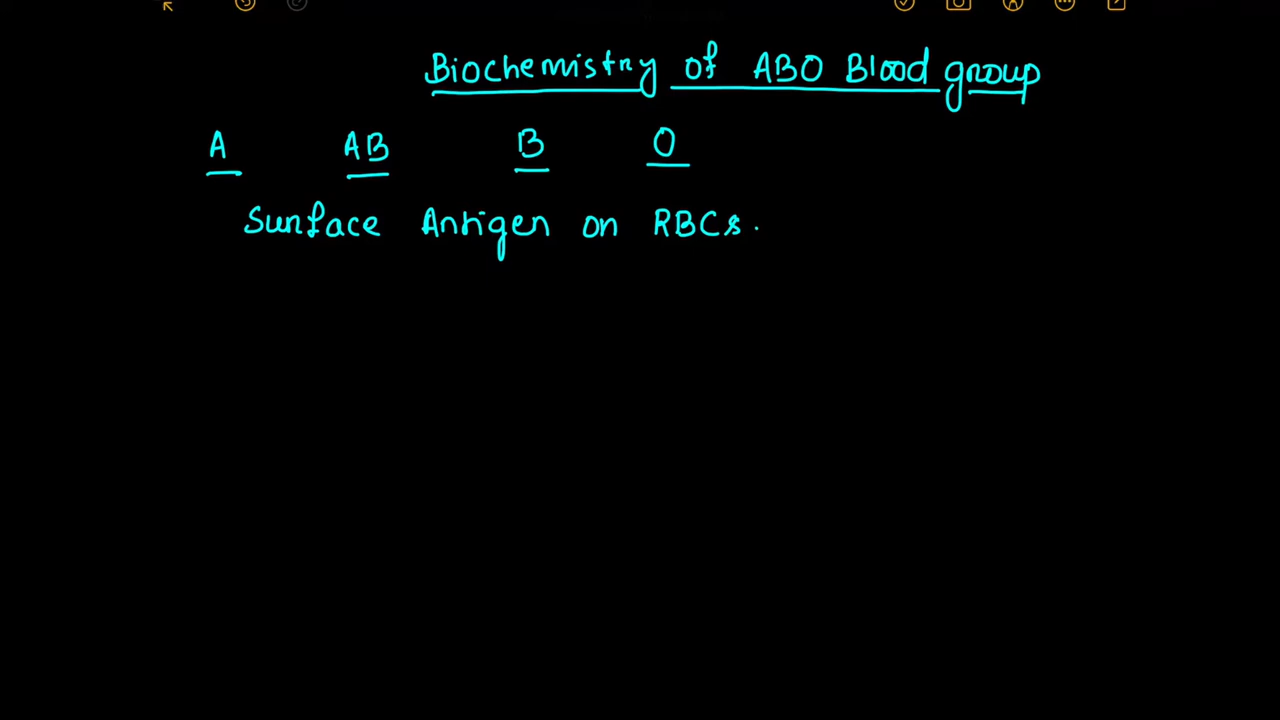 Biochemistry of ABO Blood group
A AB B O
Surface Antigen on RBCs.